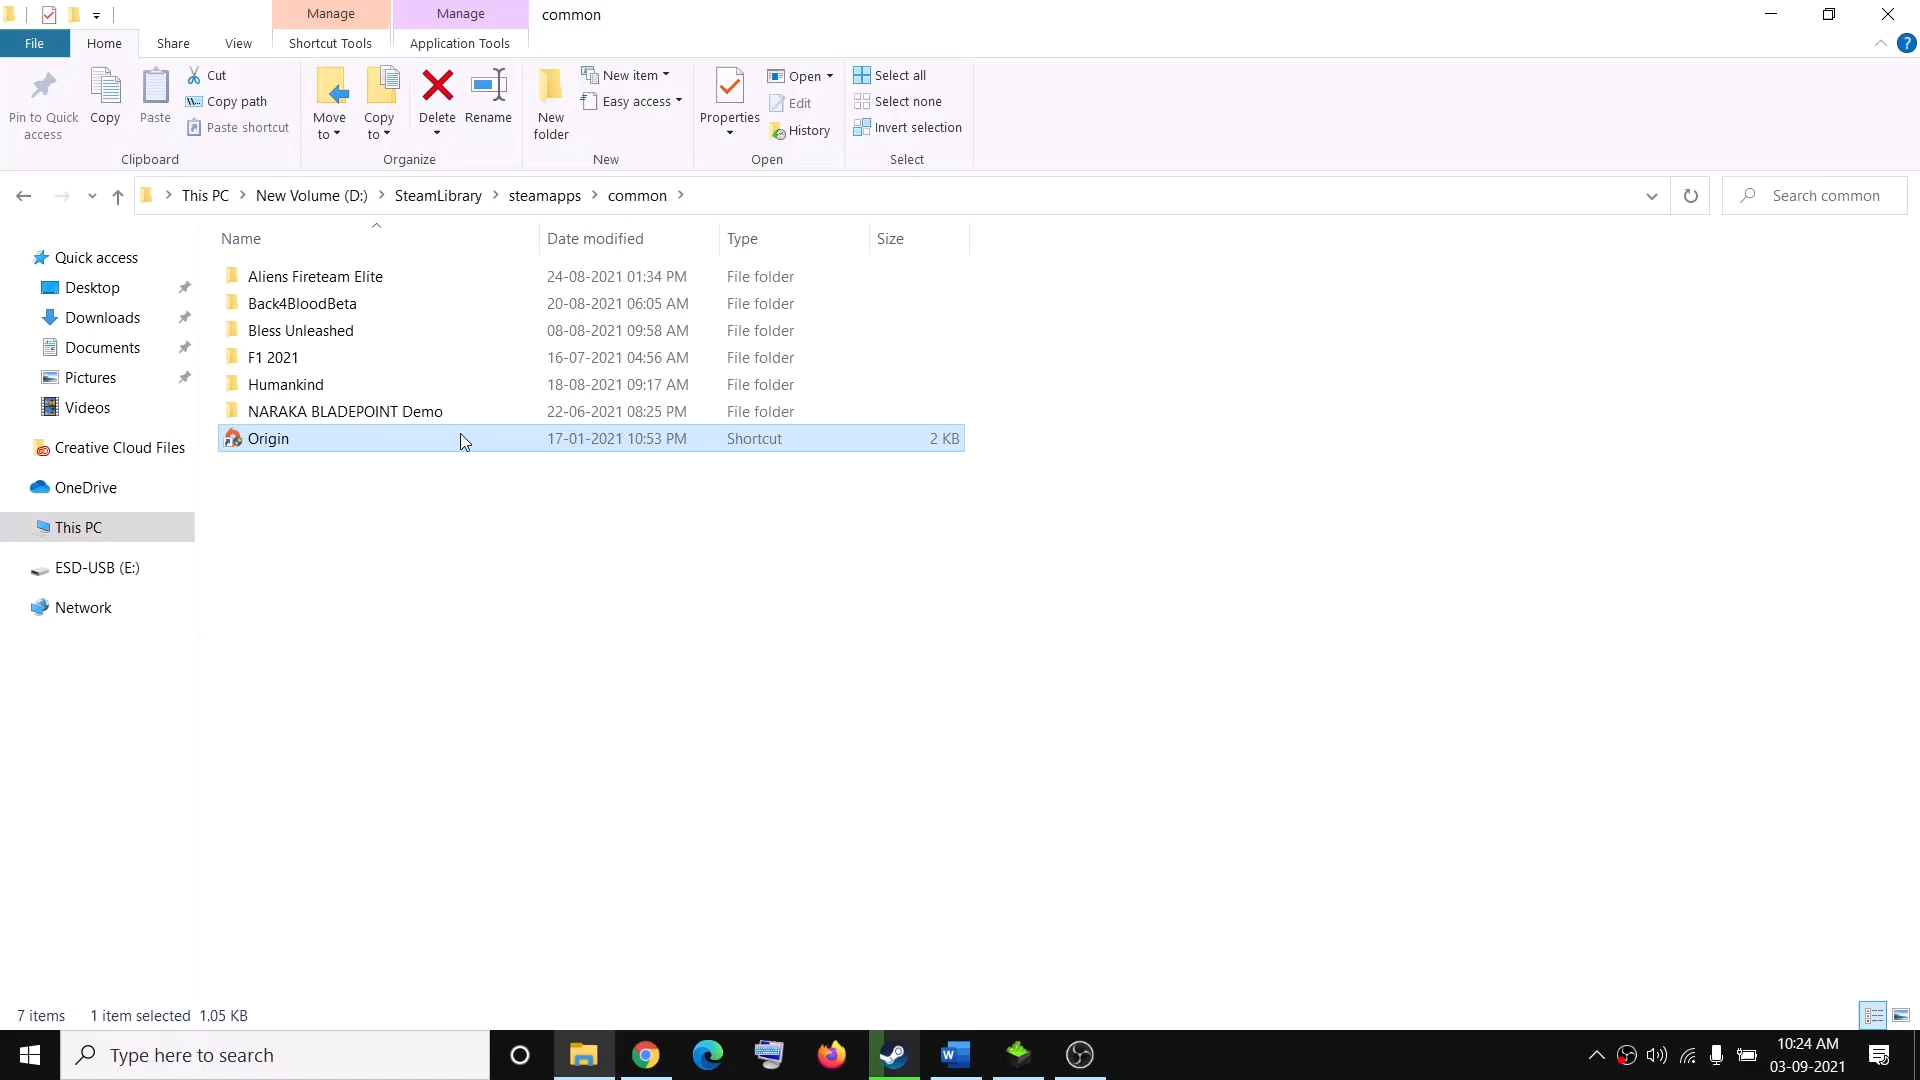 Manage Manage common
File Home Share View Shortcut Tools Application Tools
Pin to Quick access
Copy
Paste
Cut
Copy path
Paste shortcut
Clipboard
Move to
Copy to
Delete
Rename
Organize
New folder
New item
Easy access
New
Properties
Open
Edit
History
Open
Select all
Select none
Invert selection
Select
This PC New Volume (D:) SteamLibrary steamapps common
Search common
Quick access
Desktop
Downloads
Documents
Pictures
Videos
Creative Cloud Files
OneDrive
This PC
ESD-USB (E:)
Network
Name Date modified Type Size
Aliens Fireteam Elite 24-08-2021 01:34 PM File folder
Back4BloodBeta 20-08-2021 06:05 AM File folder
Bless Unleashed 08-08-2021 09:58 AM File folder
F1 2021 16-07-2021 04:56 AM File folder
Humankind 18-08-2021 09:17 AM File folder
NARAKA BLADEPOINT Demo 22-06-2021 08:25 PM File folder
Origin 17-01-2021 10:53 PM Shortcut 2 KB
7 items 1 item selected 1.05 KB
Type here to search
10:24 AM
03-09-2021